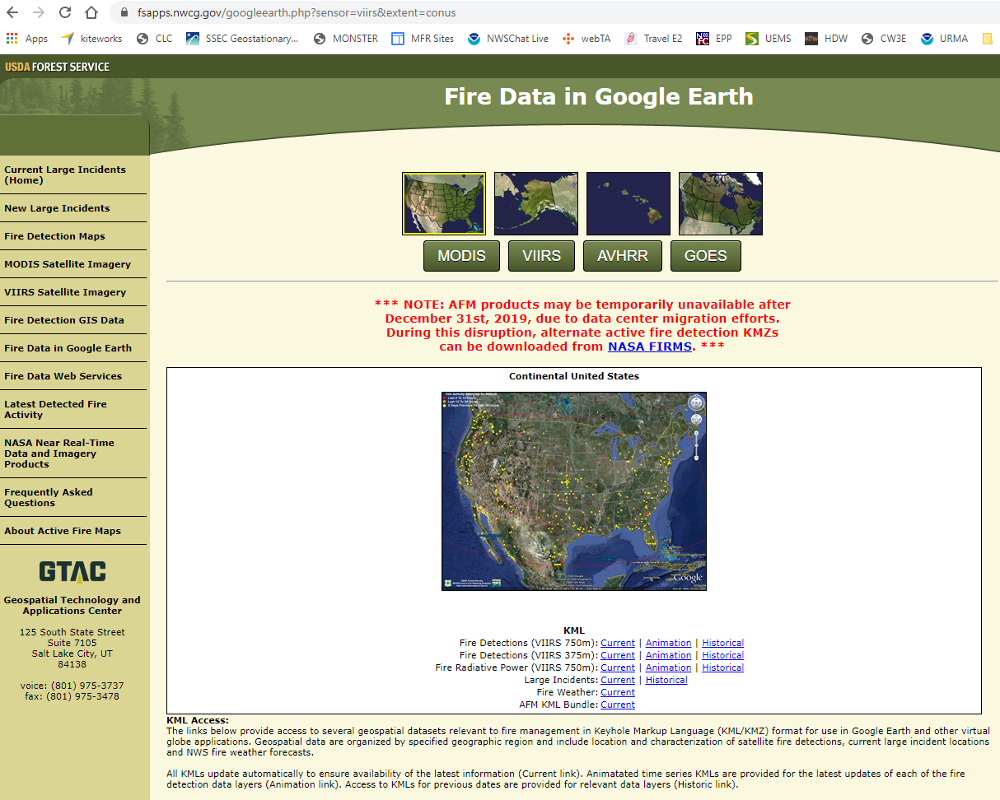 fsapps.nwcg.gov/googleearth.php?sensor=viirs&extent=conus
Apps kiteworks CLC SSEC Geostationary... MONSTER MFR Sites NWSChat Live webTA Travel E2 EPP UEMS HDW CW3E URMA
USDA FOREST SERVICE
Fire Data in Google Earth
Current Large Incidents
(Home)
New Large Incidents
Fire Detection Maps
MODIS Satellite Imagery
VIIRS Satellite Imagery
Fire Detection GIS Data
Fire Data in Google Earth
Fire Data Web Services
Latest Detected Fire
Activity
NASA Near Real-Time
Data and Imagery
Products
Frequently Asked
Questions
About Active Fire Maps
GTAC
Geospatial Technology and
Applications Center
125 South State Street
Suite 7105
Salt Lake City, UT
84138
voice: (801) 975-3737
fax: (801) 975-3478
MODIS VIIRS AVHRR GOES
*** NOTE: AFM products may be temporarily unavailable after
December 31st, 2019, due to data center migration efforts.
During this disruption, alternate active fire detection KMZs
can be downloaded from NASA FIRMS. ***
Continental United States
Google
KML
Fire Detections (VIIRS 750m): Current | Animation | Historical
Fire Detections (VIIRS 375m): Current | Animation | Historical
Fire Radiative Power (VIIRS 750m): Current | Animation | Historical
Large Incidents: Current | Historical
Fire Weather: Current
AFM KML Bundle: Current
KML Access:
The links below provide access to several geospatial datasets relevant to fire management in Keyhole Markup Language (KML/KMZ) format for use in Google Earth and other virtual
globe applications. Geospatial data are organized by specified geographic region and include location and characterization of satellite fire detections, current large incident locations
and NWS fire weather forecasts.
All KMLs update automatically to ensure availability of the latest information (Current link). Animatated time series KMLs are provided for the latest updates of each of the fire
detection data layers (Animation link). Access to KMLs for previous dates are provided for relevant data layers (Historic link).